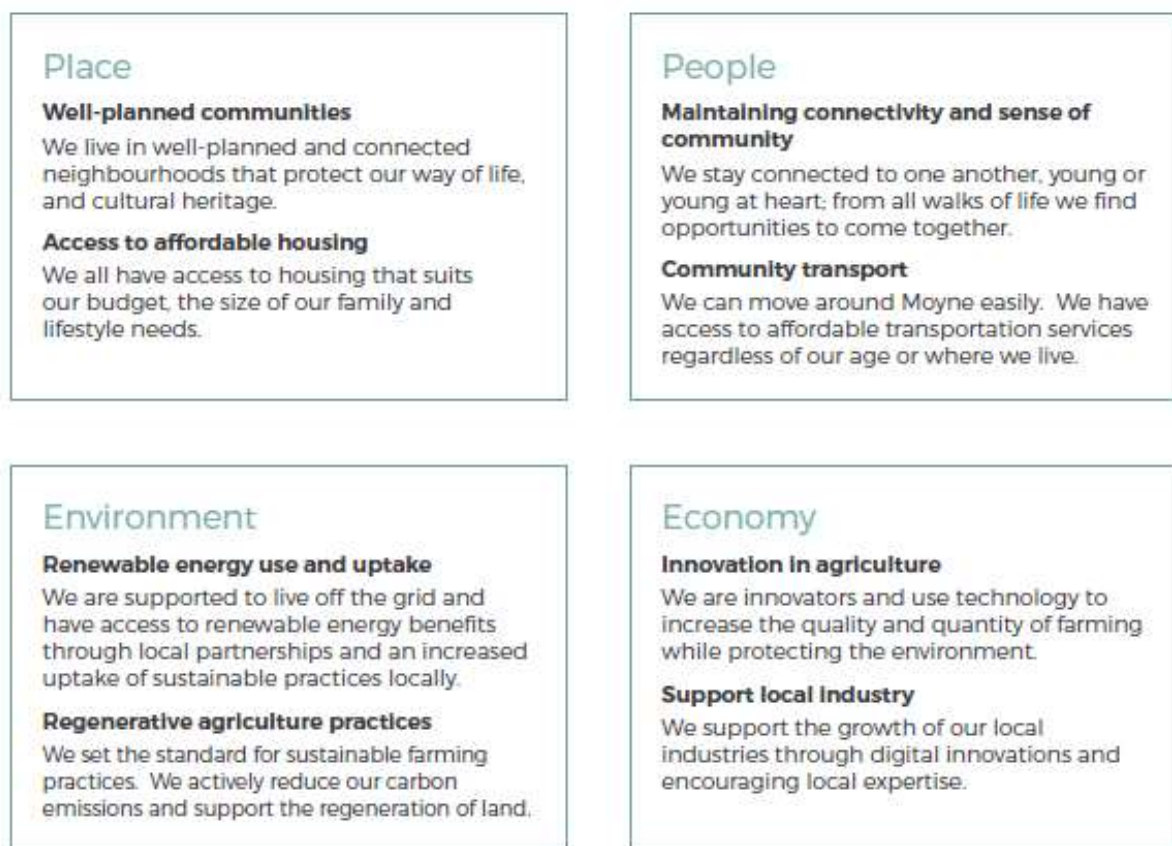 Place
Well-planned communities
We live in well-planned and connected
neighbourhoods that protect our way of life,
and cultural heritage.
Access to affordable housing
We all have access to housing that suits
our budget, the size of our family and
lifestyle needs.
People
Maintaining connectivity and sense of
community
We stay connected to one another, young or
young at heart; from all walks of life we find
opportunities to come together.
Community transport
We can move around Moyne easily.  We have
access to affordable transportation services
regardless of our age or where we live.
Environment
Renewable energy use and uptake
We are supported to live off the grid and
have access to renewable energy benefits
through local partnerships and an increased
uptake of sustainable practices locally.
Regenerative agriculture practices
We set the standard for sustainable farming
practices.  We actively reduce our carbon
emissions and support the regeneration of land.
Economy
Innovation in agriculture
We are innovators and use technology to
increase the quality and quantity of farming
while protecting the environment.
Support local industry
We support the growth of our local
industries through digital innovations and
encouraging local expertise.